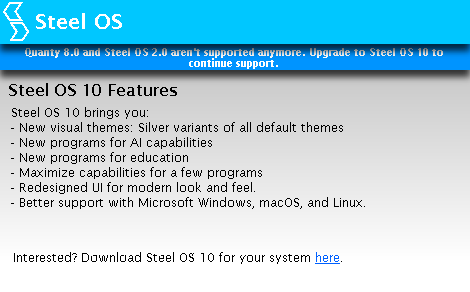 Steel OS
Quanty 8.0 and Steel OS 2.0 aren't supported anymore. Upgrade to Steel OS 10 to
continue support.
Steel OS 10 Features
Steel OS 10 brings you:
- New visual themes: Silver variants of all default themes
- New programs for AI capabilities
- New programs for education
- Maximize capabilities for a few programs
- Redesigned UI for modern look and feel.
- Better support with Microsoft Windows, macOS, and Linux.
Interested? Download Steel OS 10 for your system here.